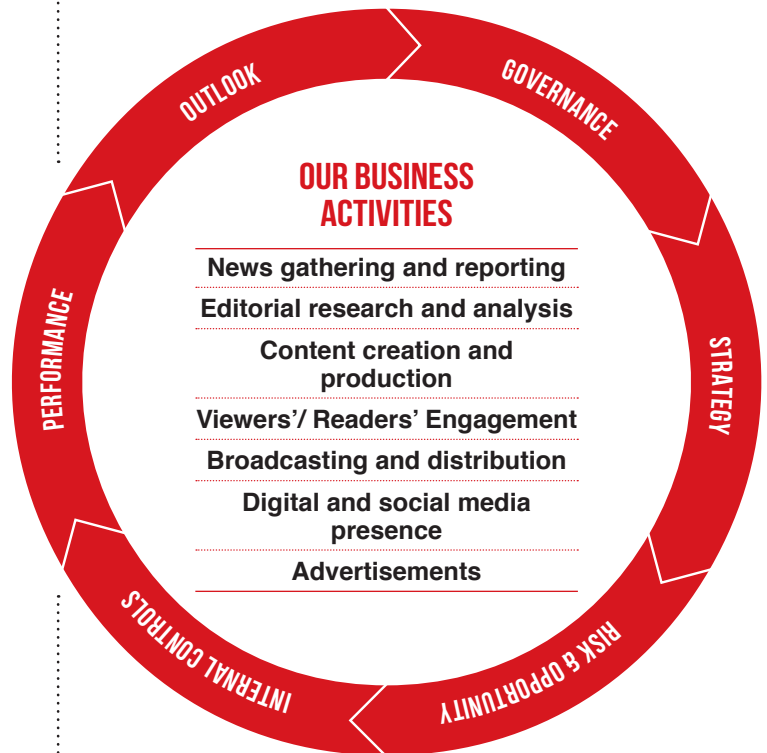 OUTLOOK
GOVERNANCE
STRATEGY
RISK & OPPORTUNITY
INTERNAL CONTROLS
PERFORMANCE
OUR BUSINESS
ACTIVITIES
News gathering and reporting
Editorial research and analysis
Content creation and
production
Viewers’/ Readers’ Engagement
Broadcasting and distribution
Digital and social media
presence
Advertisements